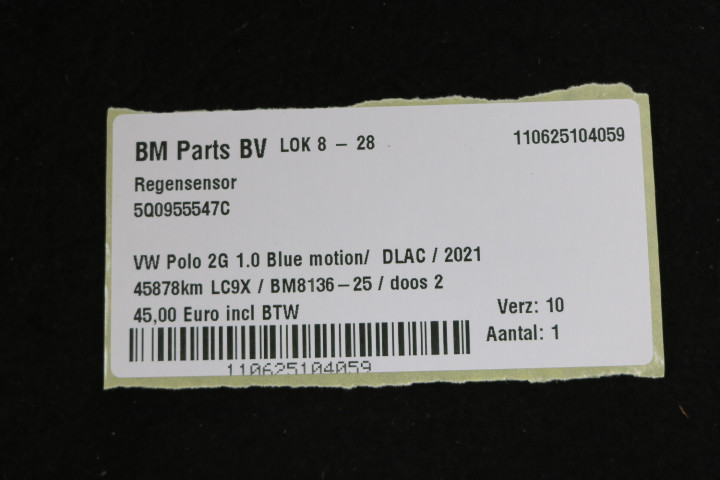 BM Parts BV LOK 8 – 28 110625104059
Regensensor
5Q0955547C
VW Polo 2G 1.0 Blue motion/ DLAC / 2021
45878km LC9X / BM8136–25 / doos 2
45,00 Euro incl BTW Verz: 10
Aantal: 1
110625104059